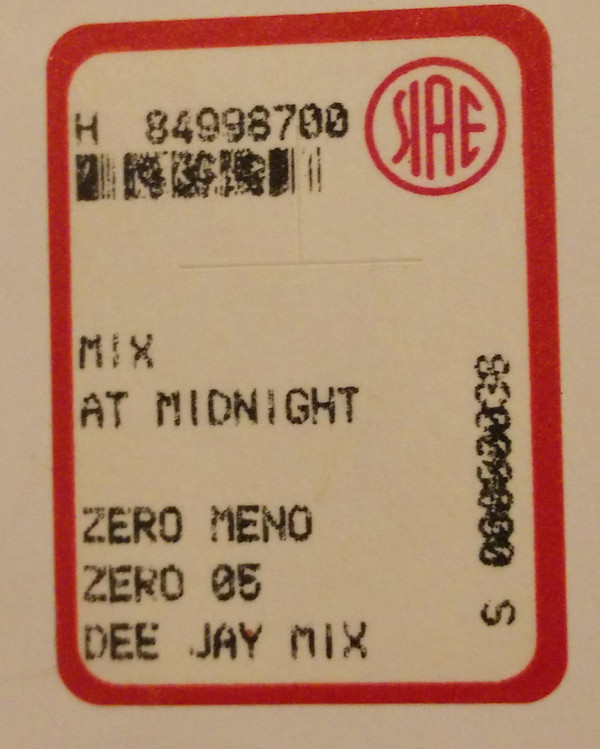 H 84998700
SIAE
MIX
AT MIDNIGHT
ZERO MENO
ZERO 05
DEE JAY MIX
S